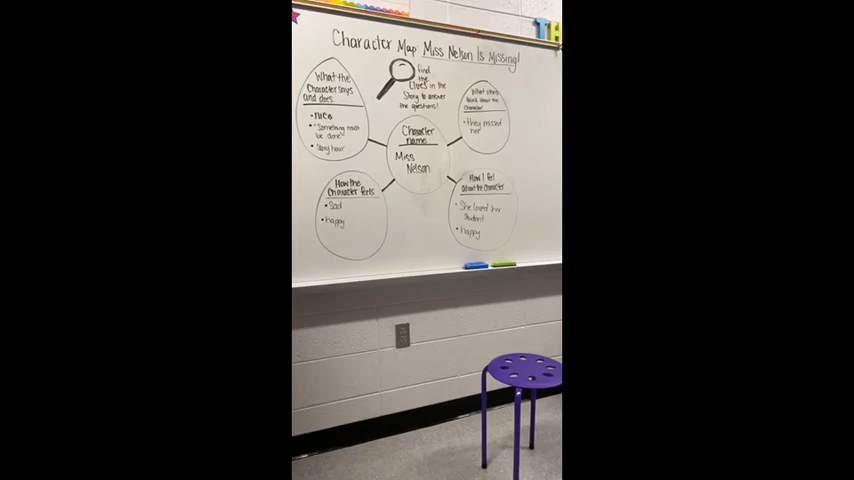 Character Map Miss Nelson Is Missing!
find
the
Clues in the
Story to answer
the questions!
What the
Character says
and does
• nice
• "Something must
be done"
• Story hour
What others
about the
Character
• they missed
her
Character
name
Miss
Nelson
How the
Character feels
• Sad
• happy
How I feel
about the character
• She loved her
Student
• happy
TH